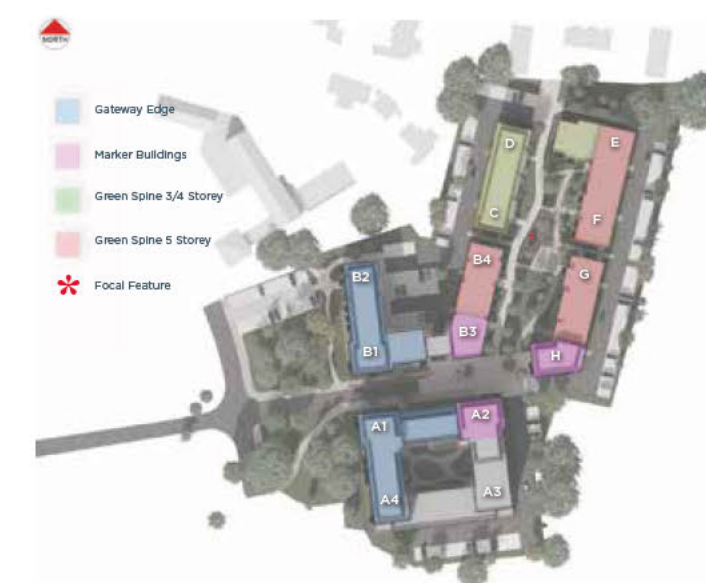 NORTH
Gateway Edge
Marker Buildings
Green Spine 3/4 Storey
Green Spine 5 Storey
Focal Feature
D
E
C
F
B4
G
B2
B3
B1
H
A1
A2
A3
A4